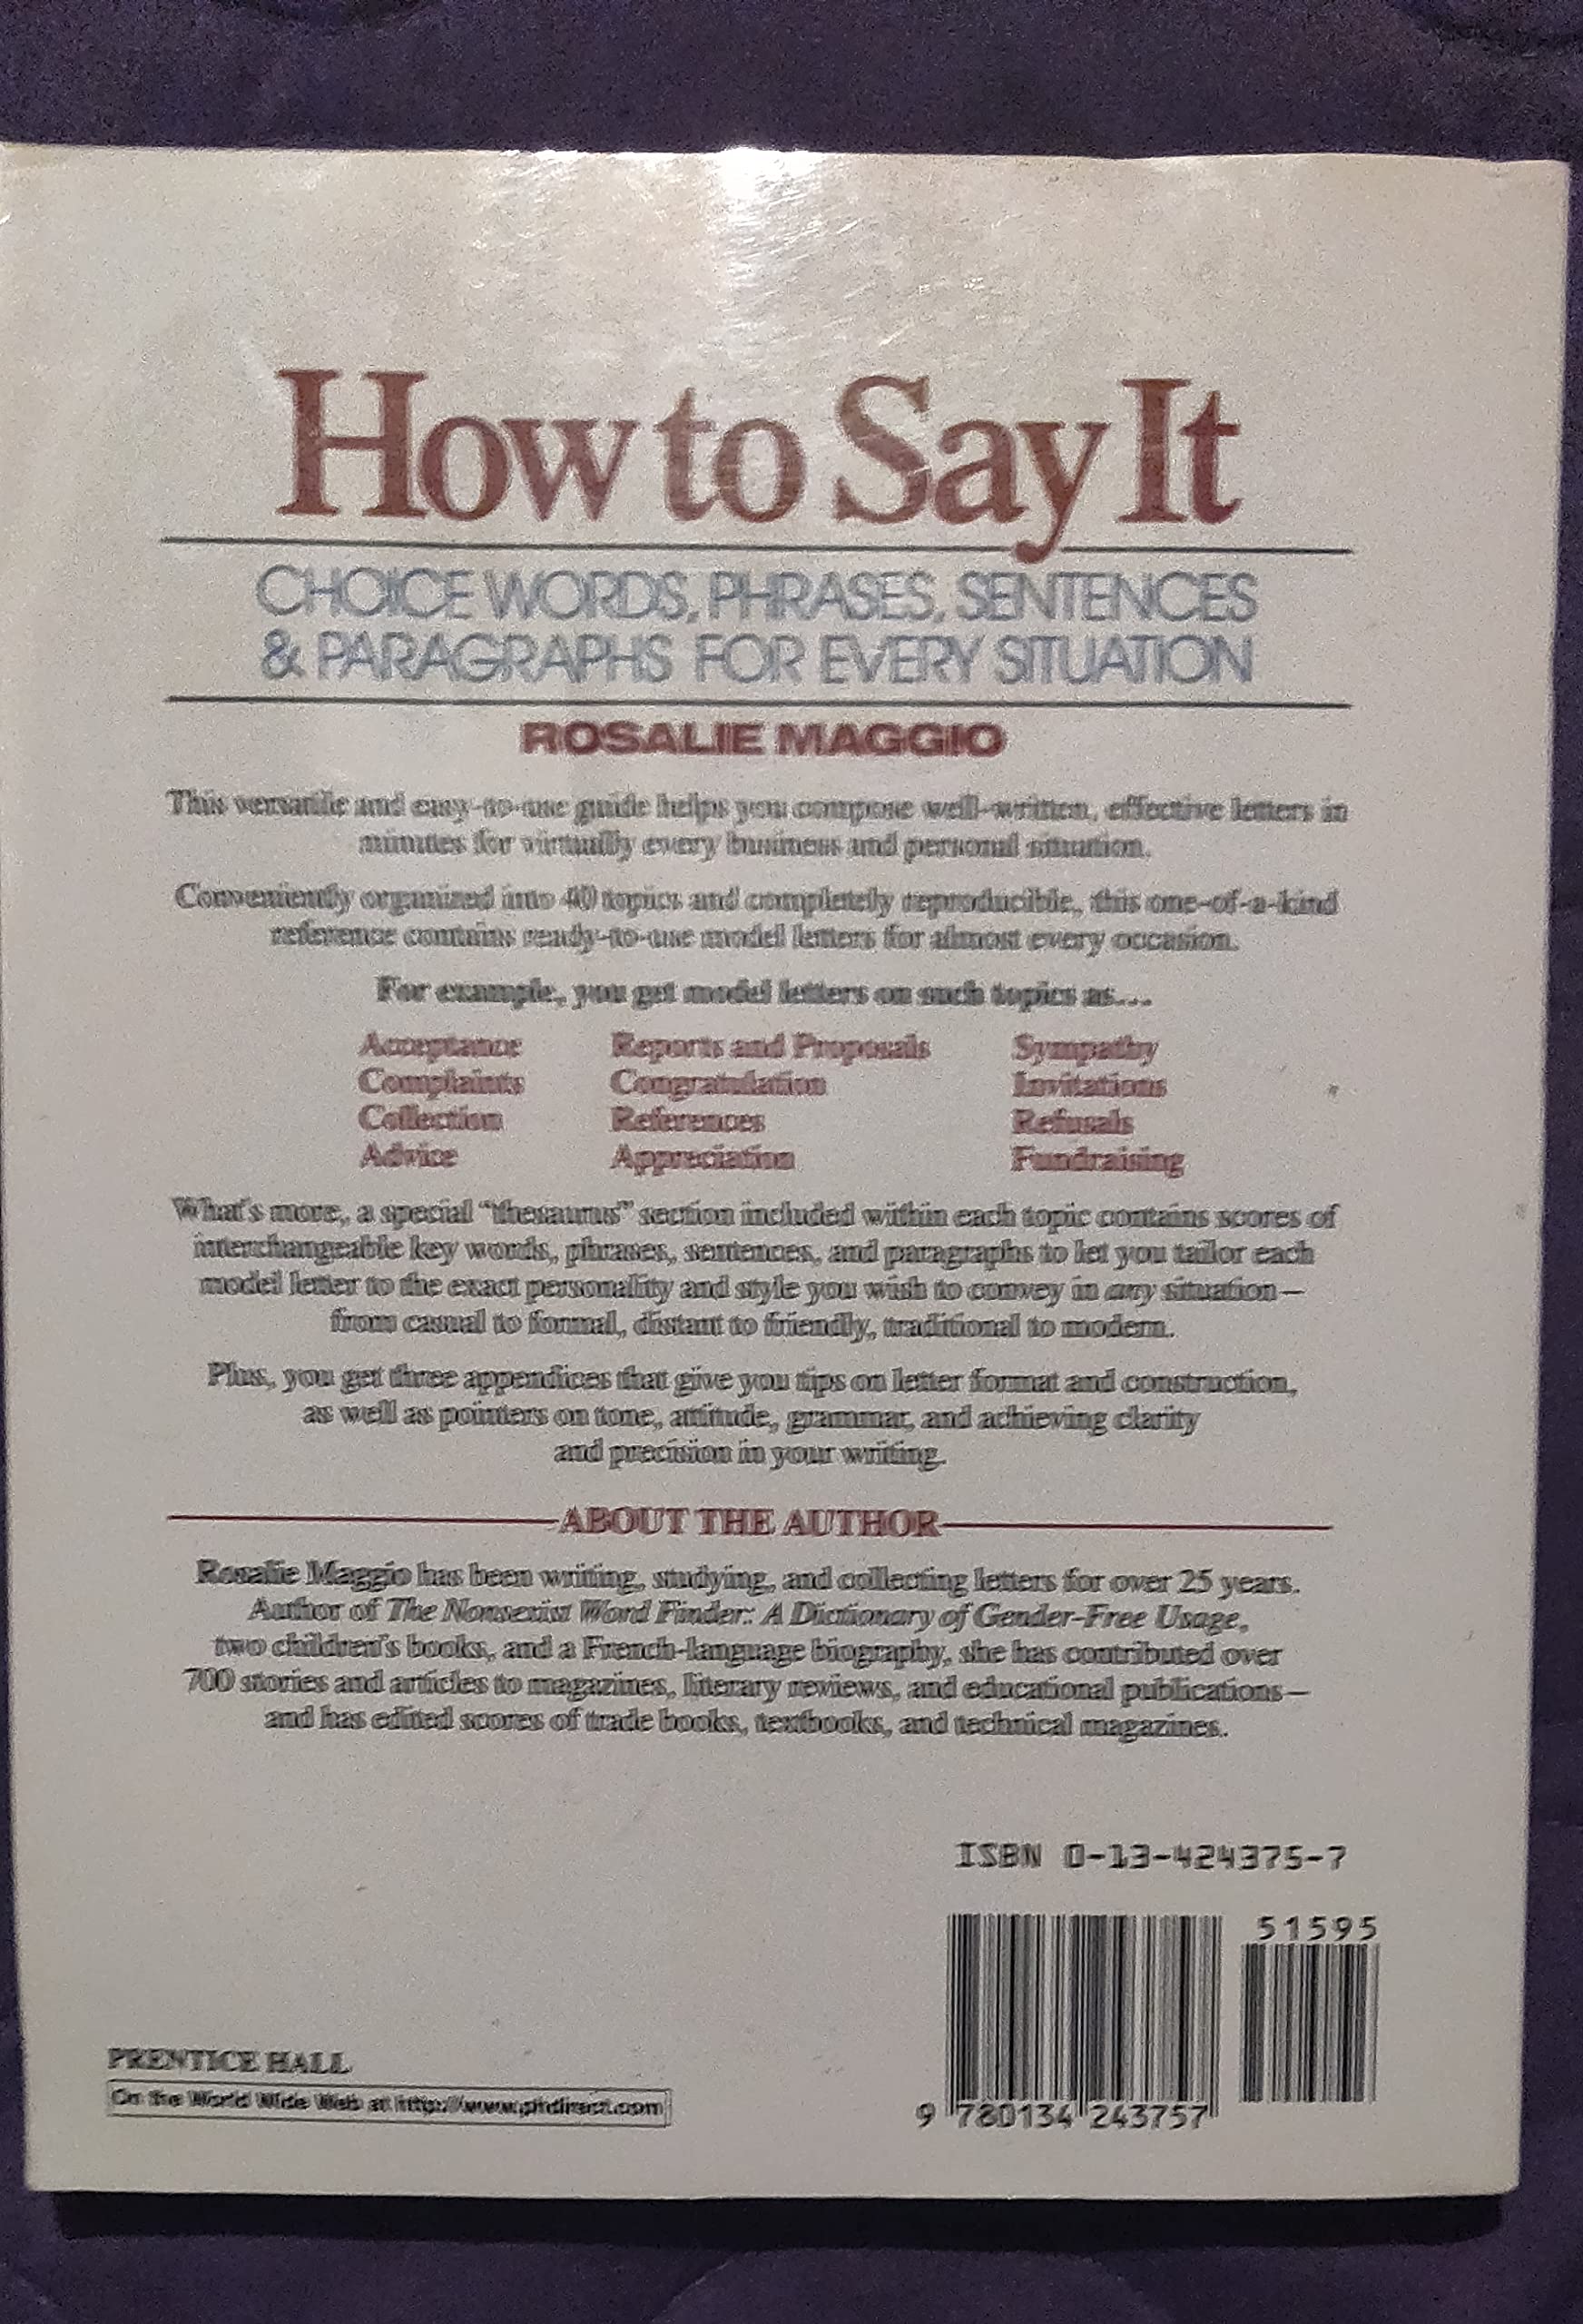 How to Say It
CHOICE WORDS, PHRASES, SENTENCES
& PARAGRAPHS FOR EVERY SITUATION
ROSALIE MAGGIO
This versatile and easy-to-use guide helps you compose well-written, effective letters in
minutes for virtually every business and personal situation.
Conveniently organized into 40 topics and completely reproducible, this one-of-a-kind
reference contains ready-to-use model letters for almost every occasion.
For example, you get model letters on such topics as...
Acceptance Reports and Proposals Sympathy
Complaints Congratulation Invitations
Collection References Refusals
Advice Appreciation Fundraising
What's more, a special "thesaurus" section included within each topic contains scores of
interchangeable key words, phrases, sentences, and paragraphs to let you tailor each
model letter to the exact personality and style you wish to convey in any situation—
from casual to formal, distant to friendly, traditional to modern.
Plus, you get three appendices that give you tips on letter format and construction,
as well as pointers on tone, attitude, grammar, and achieving clarity
and precision in your writing.
ABOUT THE AUTHOR
Rosalie Maggio has been writing, studying, and collecting letters for over 25 years.
Author of The Nonsexist Word Finder: A Dictionary of Gender-Free Usage,
two children's books, and a French-language biography, she has contributed over
700 stories and articles to magazines, literary reviews, and educational publications—
and has edited scores of trade books, textbooks, and technical magazines.
ISBN 0-13-424375-7
51595
9 780134 243757
PRENTICE HALL
On the World Wide Web at http://www.phdirect.com